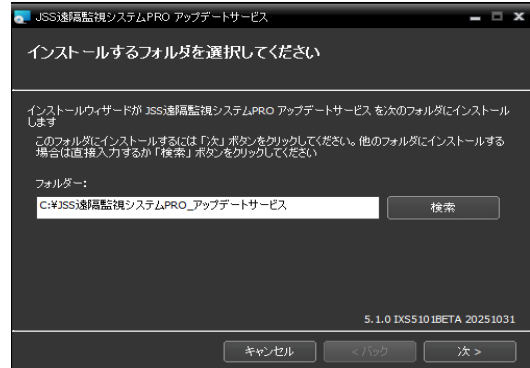 JSS遠隔監視システムPRO アップデートサービス
インストールするフォルダを選択してください
インストールウィザードが JSS遠隔監視システムPRO アップデートサービス を次のフォルダにインストール
します
このフォルダにインストールするには「次」ボタンをクリックしてください。他のフォルダにインストールする
場合は直接入力するか「検索」ボタンをクリックしてください
フォルダー:
C:¥JSS遠隔監視システムPRO_アップデートサービス
検索
5.1.0 IXS5101BETA 20251031
キャンセル
< バック
次 >